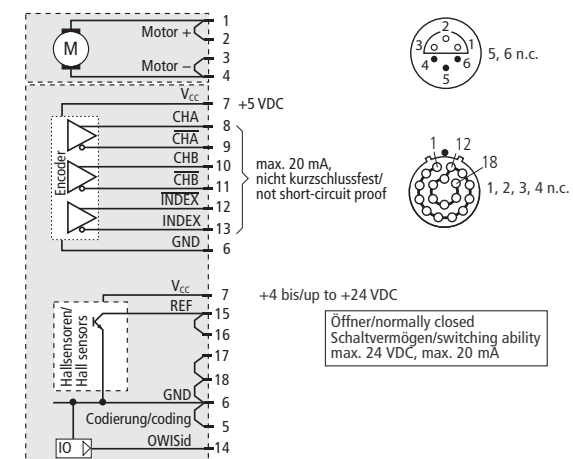 M
Motor +
Motor –
1
2
3
4
2
3
1
4
6
5
5, 6 n.c.
Encoder
VCC
7
+5 VDC
CHA
8
CHA
9
CHB
10
CHB
11
INDEX
12
INDEX
13
GND
6
max. 20 mA,
nicht kurzschlussfest/
not short-circuit proof
1
12
18
1, 2, 3, 4 n.c.
Hallsensoren/
Hall sensors
VCC
7
+4 bis/up to +24 VDC
REF
15
16
17
18
GND
6
Codierung/coding
5
IO
OWISid
14
Öffner/normally closed
Schaltvermögen/switching ability
max. 24 VDC, max. 20 mA